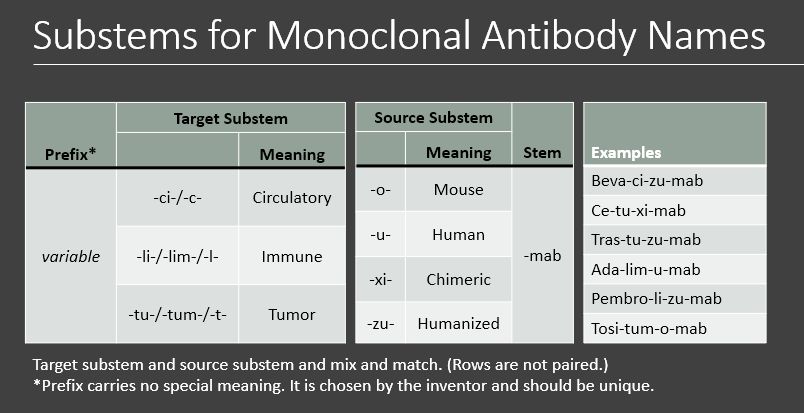 Substems for Monoclonal Antibody Names
Target Substem
Prefix*
Meaning
variable
-ci-/-c-
Circulatory
-li-/-lim-/-l-
Immune
-tu-/-tum-/-t-
Tumor
Source Substem
Meaning
Stem
-o-
Mouse
-u-
Human
-xi-
Chimeric
-zu-
Humanized
-mab
Examples
Beva-ci-zu-mab
Ce-tu-xi-mab
Tras-tu-zu-mab
Ada-lim-u-mab
Pembro-li-zu-mab
Tosi-tum-o-mab
Target substem and source substem and mix and match. (Rows are not paired.)
*Prefix carries no special meaning. It is chosen by the inventor and should be unique.